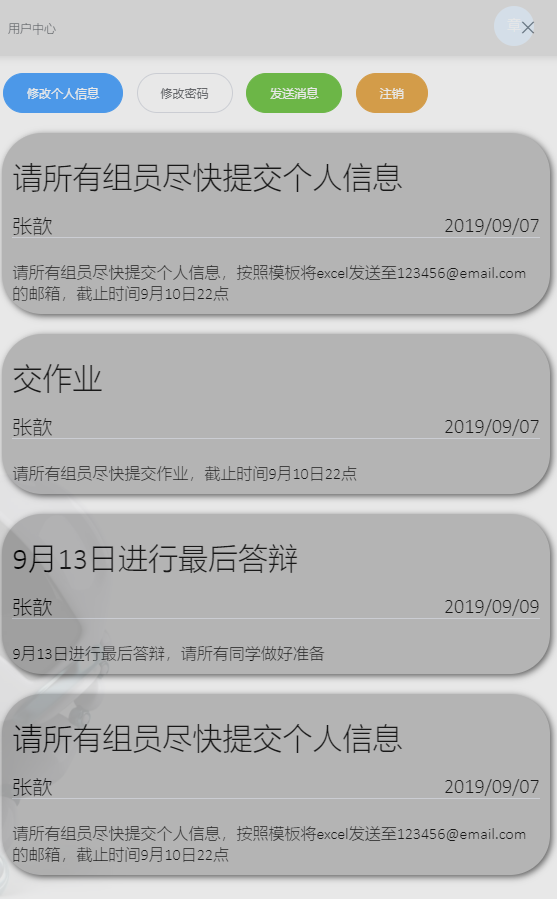 用户中心
修改个人信息 修改密码 发送消息 注销
请所有组员尽快提交个人信息
张歆 2019/09/07
请所有组员尽快提交个人信息，按照模板将excel发送至123456@email.com
的邮箱，截止时间9月10日22点
交作业
张歆 2019/09/07
请所有组员尽快提交作业，截止时间9月10日22点
9月13日进行最后答辩
张歆 2019/09/09
9月13日进行最后答辩，请所有同学做好准备
请所有组员尽快提交个人信息
张歆 2019/09/07
请所有组员尽快提交个人信息，按照模板将excel发送至123456@email.com
的邮箱，截止时间9月10日22点